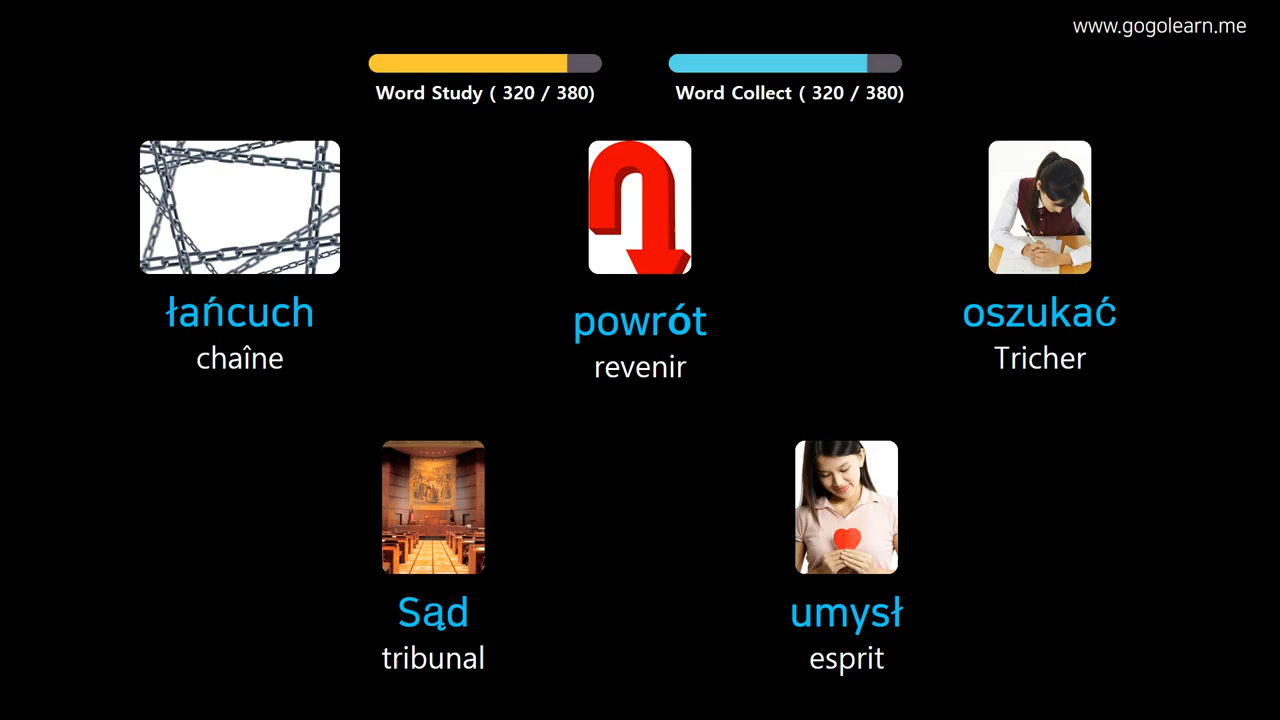 www.gogolearn.me
Word Study ( 320 / 380)
Word Collect ( 320 / 380)
łańcuch
chaîne
powrót
revenir
oszukać
Tricher
Sąd
tribunal
umysł
esprit